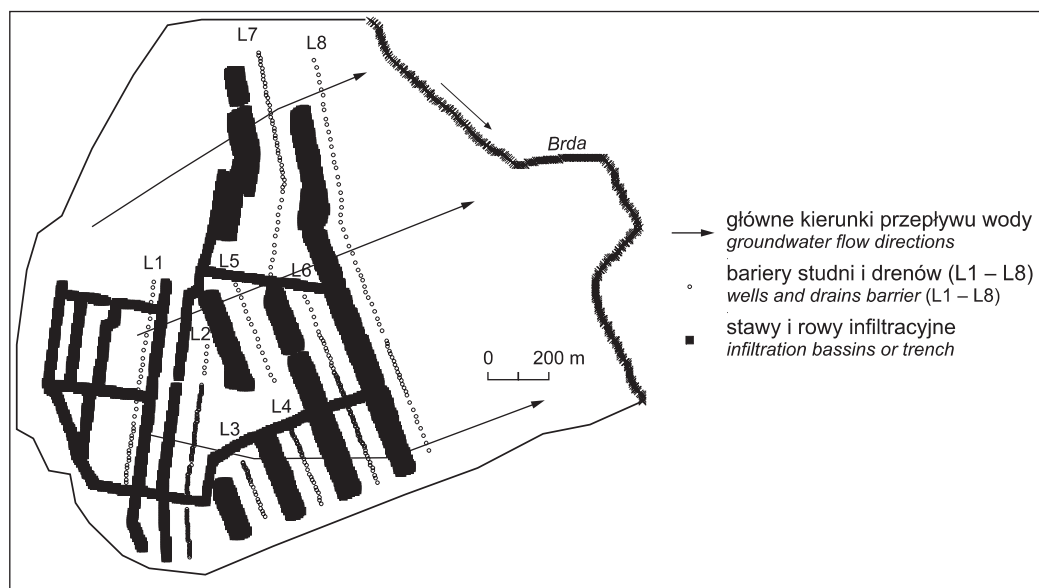 L7
L8
Brda
L1
L5
L6
L2
0 200 m
L4
L3
główne kierunki przepływu wody
groundwater flow directions
bariery studni i drenów (L1 – L8)
wells and drains barrier (L1 – L8)
stawy i rowy infiltracyjne
infiltration bassins or trench